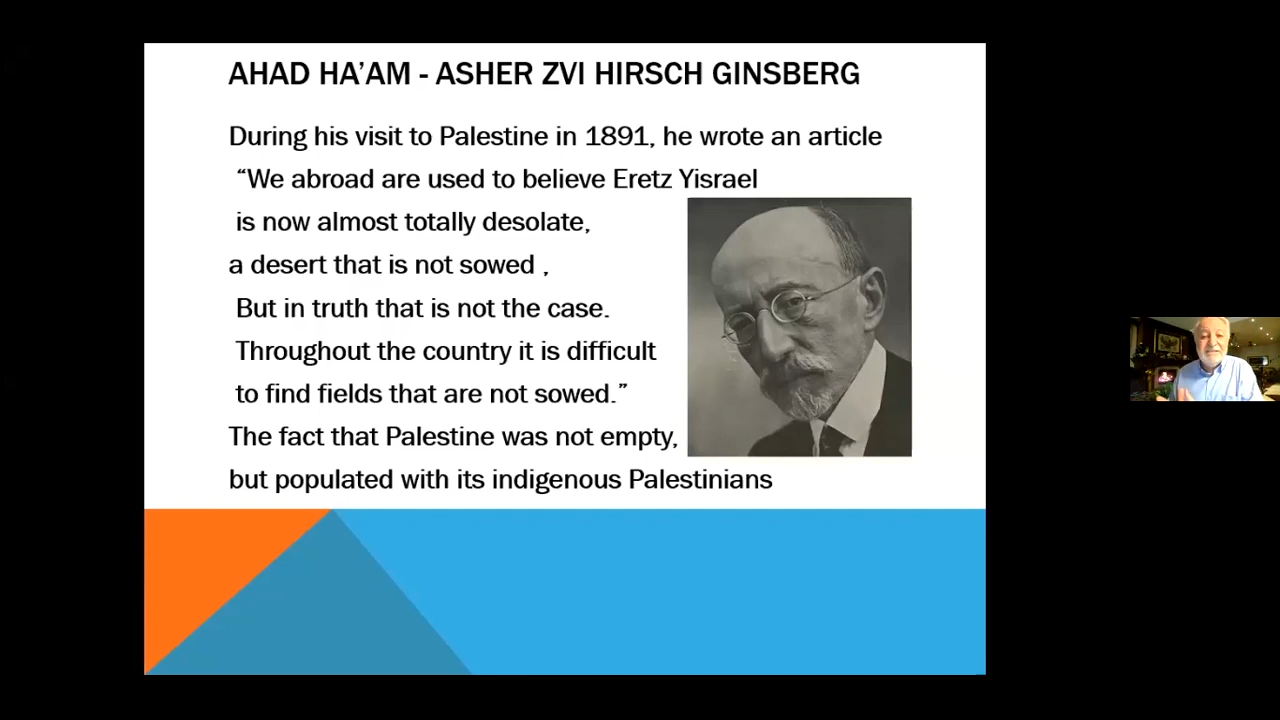 AHAD HA’AM - ASHER ZVI HIRSCH GINSBERG
During his visit to Palestine in 1891, he wrote an article
“We abroad are used to believe Eretz Yisrael
is now almost totally desolate,
a desert that is not sowed ,
But in truth that is not the case.
Throughout the country it is difficult
to find fields that are not sowed.”
The fact that Palestine was not empty,
but populated with its indigenous Palestinians